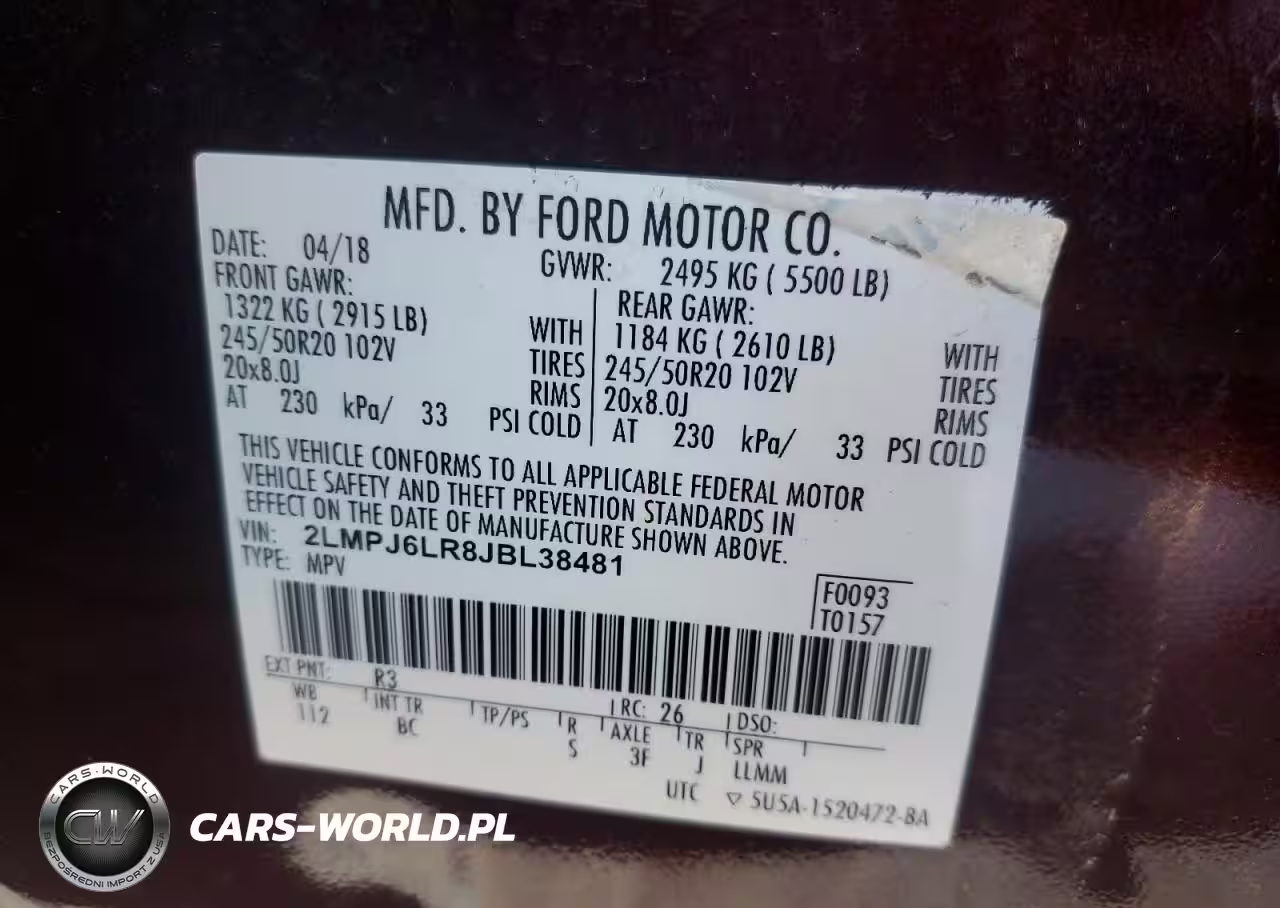 MFD. BY FORD MOTOR CO.
DATE: 04/18
GVWR: 2495 KG ( 5500 LB)
FRONT GAWR:
1322 KG ( 2915 LB) WITH
245/50R20 102V TIRES
20x8.0J RIMS
AT 230 kPa/ 33 PSI COLD
REAR GAWR:
1184 KG ( 2610 LB) WITH
245/50R20 102V TIRES
20x8.0J RIMS
AT 230 kPa/ 33 PSI COLD
THIS VEHICLE CONFORMS TO ALL APPLICABLE FEDERAL MOTOR
VEHICLE SAFETY AND THEFT PREVENTION STANDARDS IN
EFFECT ON THE DATE OF MANUFACTURE SHOWN ABOVE.
VIN: 2LMPJ6LR8JBL38481
TYPE: MPV
F0093
T0157
EXT PNT: R3 RC: 26 DSO:
WB INT TR TP/PS R AXLE TR SPR
112 BC S 3F J LLMM
UTC ▽ 5U5A-1520472-BA
CARS-WORLD
CW
BEZPOŚREDNI IMPORT Z USA
CARS-WORLD.PL